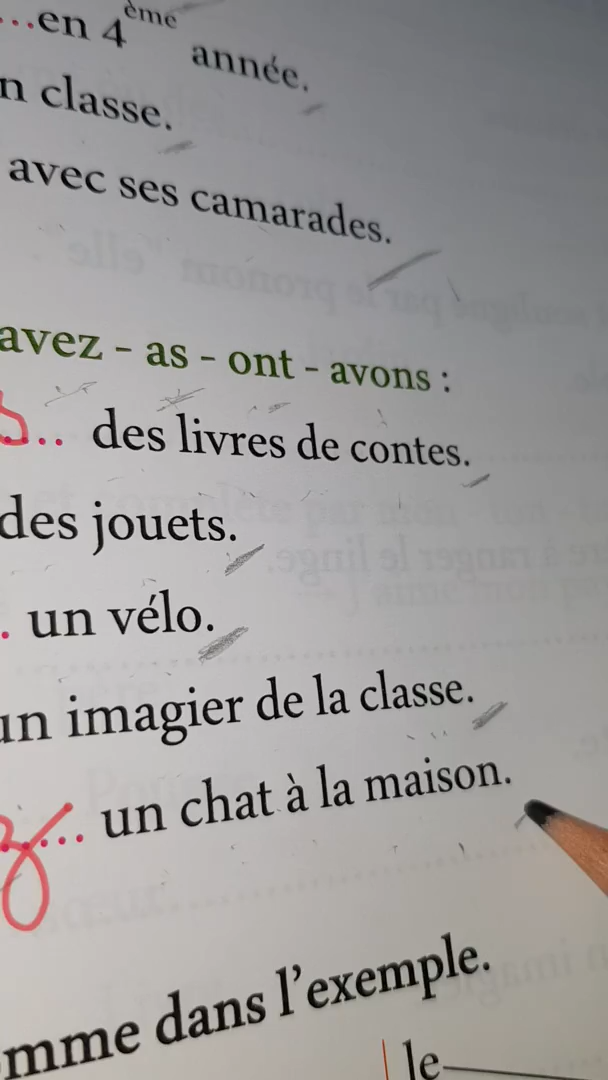 ...en 4ème année.
n classe.
avec ses camarades.
avez - as - ont - avons :
s... des livres de contes.
des jouets.
. un vélo.
un imagier de la classe.
z... un chat à la maison.
mme dans l'exemple.
le